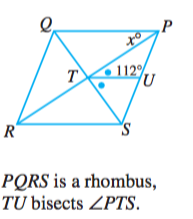 Q
P
x°
T
112°
U
R
S
PQRS is a rhombus,
TU bisects ∠PTS.